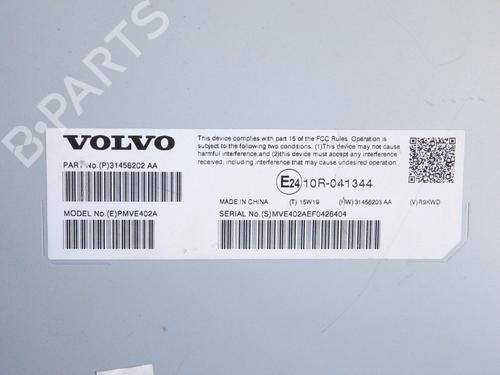 B-PARTS
VOLVO
This device complies with part 15 of the FCC Rules. Operation is
subject to the following two conditions. (1)This device may not cause
harmful interference,and (2)this device must accept any interference
received, including interference that may cause undesired operation.
PART No.(P)31456202 AA
E24 10R-041344
MADE IN CHINA (T) 15W19 (HW)31456203 AA (V)R9KWD
MODEL No.(E)PMVE402A
SERIAL No.(S)MVE402AEF0426404